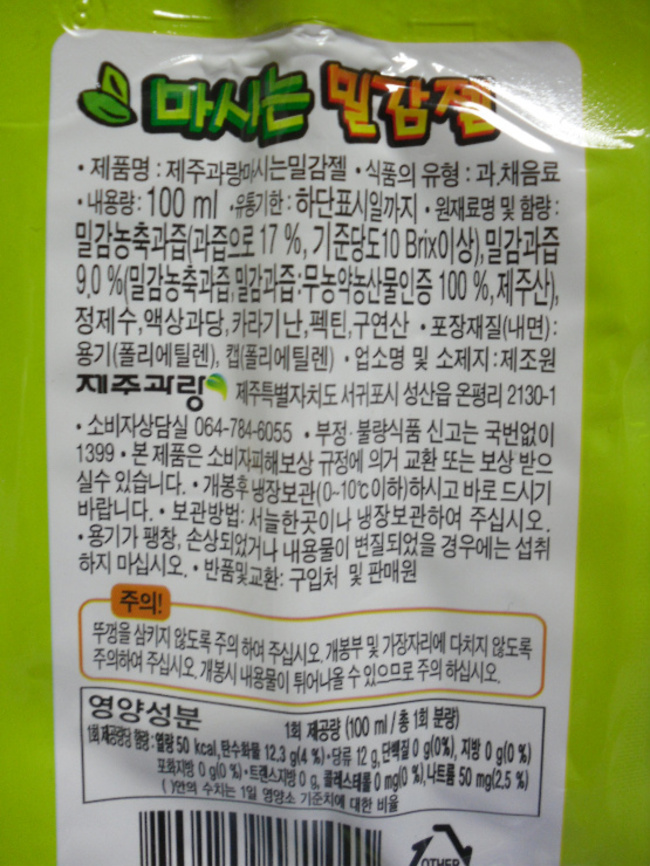 마시는 밀감젤
• 제품명 : 제주과랑마시는밀감젤 • 식품의 유형 : 과.채음료
• 내용량 : 100 ml • 유통기한 : 하단표시일까지 • 원재료명 및 함량 :
밀감농축과즙(과즙으로 17 %, 기준당도10 Brix이상), 밀감과즙
9.0 %(밀감농축과즙,밀감과즙:무농약농산물인증 100 %, 제주산),
정제수, 액상과당, 카라기난, 펙틴, 구연산 • 포장재질(내면) :
용기(폴리에틸렌), 캡(폴리에틸렌) • 업소명 및 소제지 : 제조원
제주과랑 제주특별자치도 서귀포시 성산읍 온평리 2130-1
• 소비자상담실 064-784-6055 • 부정·불량식품 신고는 국번없이
1399 • 본 제품은 소비자피해보상 규정에 의거 교환 또는 보상 받으
실수 있습니다. • 개봉후 냉장보관(0~10℃이하)하시고 바로 드시기
바랍니다. • 보관방법: 서늘한곳이나 냉장보관하여 주십시오.
• 용기가 팽창, 손상되었거나 내용물이 변질되었을 경우에는 섭취
하지 마십시오. • 반품및교환: 구입처 및 판매원
주의!
뚜껑을 삼키지 않도록 주의 하여 주십시오. 개봉부 및 가장자리에 다치지 않도록
주의하여 주십시오. 개봉시 내용물이 튀어나올 수 있으므로 주의 하십시오.
영양성분 1회 제공량 (100 ml / 총 1회 분량)
1회 제공량당 함량 : 열량 50 kcal, 탄수화물 12.3 g(4 %) • 당류 12 g, 단백질 0 g(0%), 지방 0 g(0 %)
포화지방 0 g(0 %) • 트랜스지방 0 g, 콜레스테롤 0 mg(0 %), 나트륨 50 mg(2.5 %)
( )안의 수치는 1일 영양소 기준치에 대한 비율
OTHER